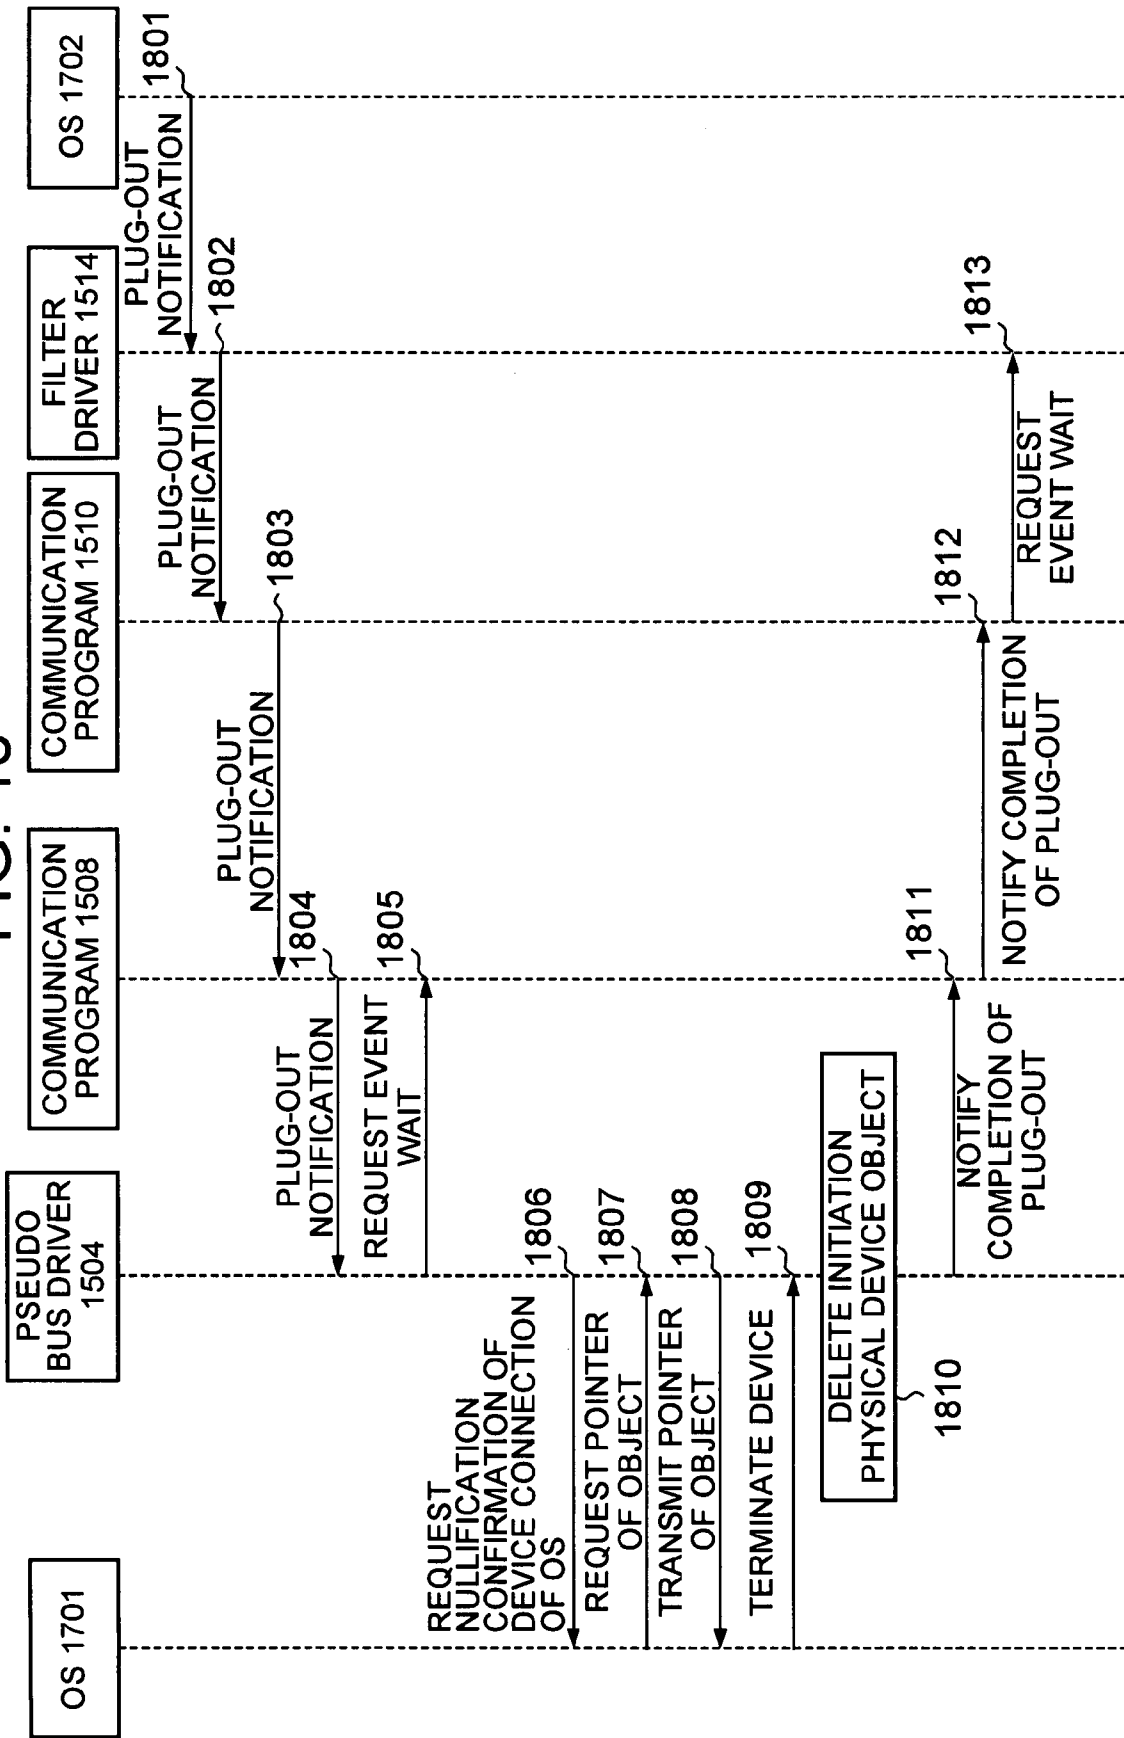 OS 1701
PSEUDO
BUS DRIVER
1504
COMMUNICATION
PROGRAM 1508
COMMUNICATION
PROGRAM 1510
FILTER
DRIVER 1514
OS 1702
1801
PLUG-OUT
NOTIFICATION
1802
PLUG-OUT
NOTIFICATION
1803
PLUG-OUT
NOTIFICATION
1804
PLUG-OUT
NOTIFICATION
1805
REQUEST EVENT
WAIT
1806
REQUEST
NULLIFICATION
CONFIRMATION OF
DEVICE CONNECTION
OF OS
1807
REQUEST POINTER
OF OBJECT
1808
TRANSMIT POINTER
OF OBJECT
1809
TERMINATE DEVICE
DELETE INITIATION
PHYSICAL DEVICE OBJECT
1810
1811
NOTIFY
COMPLETION OF
PLUG-OUT
1812
NOTIFY COMPLETION
OF PLUG-OUT
1813
REQUEST
EVENT WAIT